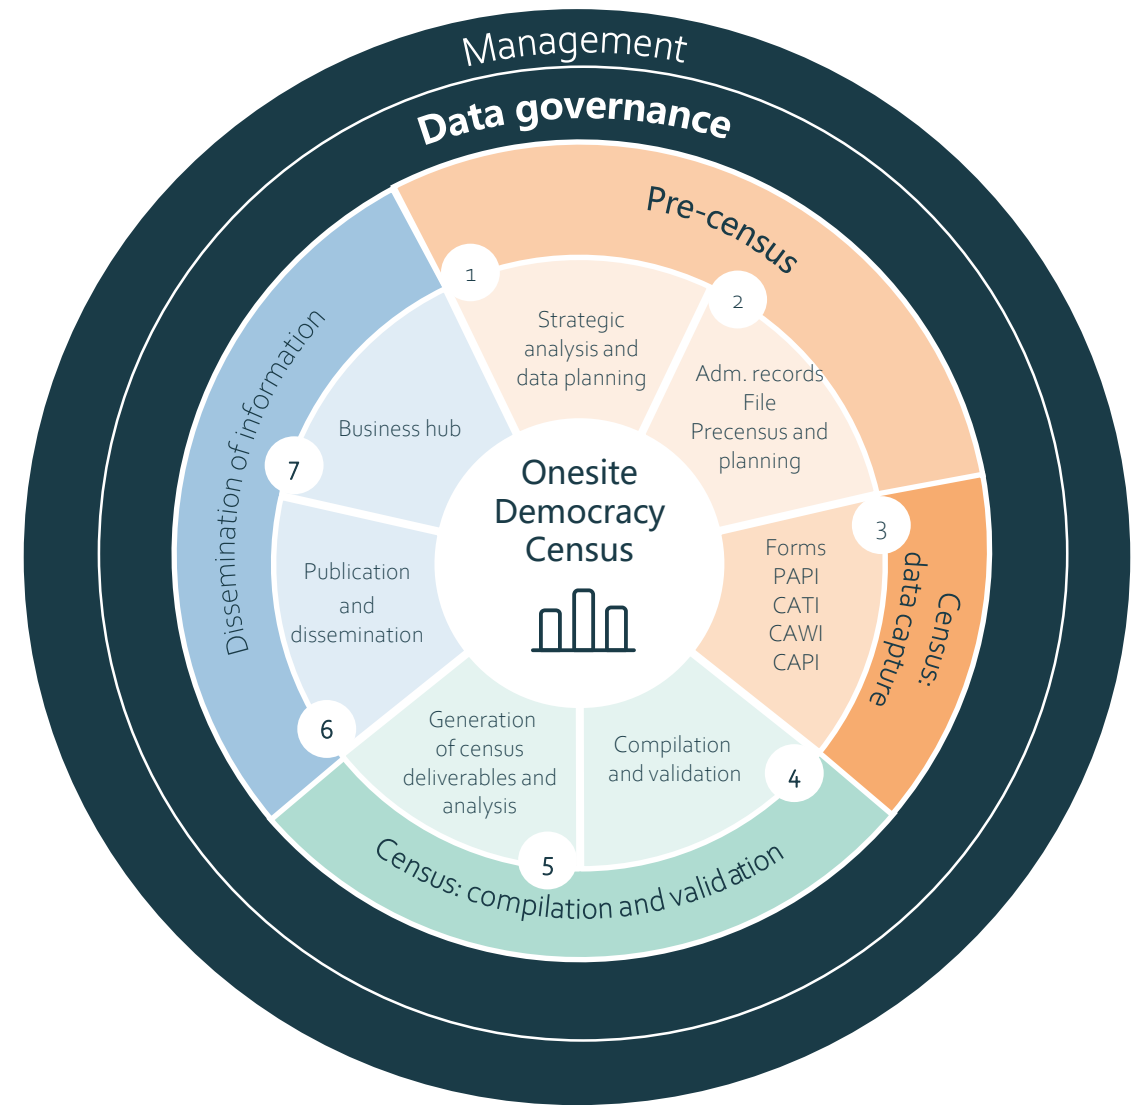 Management
Data governance
Pre-census
1
Strategic
analysis and
data planning
2
Adm. records
File
Precensus and
planning
3
Forms
PAPI
CATI
CAWI
CAPI
Census:
data capture
4
Compilation
and validation
5
Generation
of census
deliverables and
analysis
Census: compilation and validation
6
Publication
and
dissemination
7
Business hub
Dissemination of information
Onesite
Democracy
Census